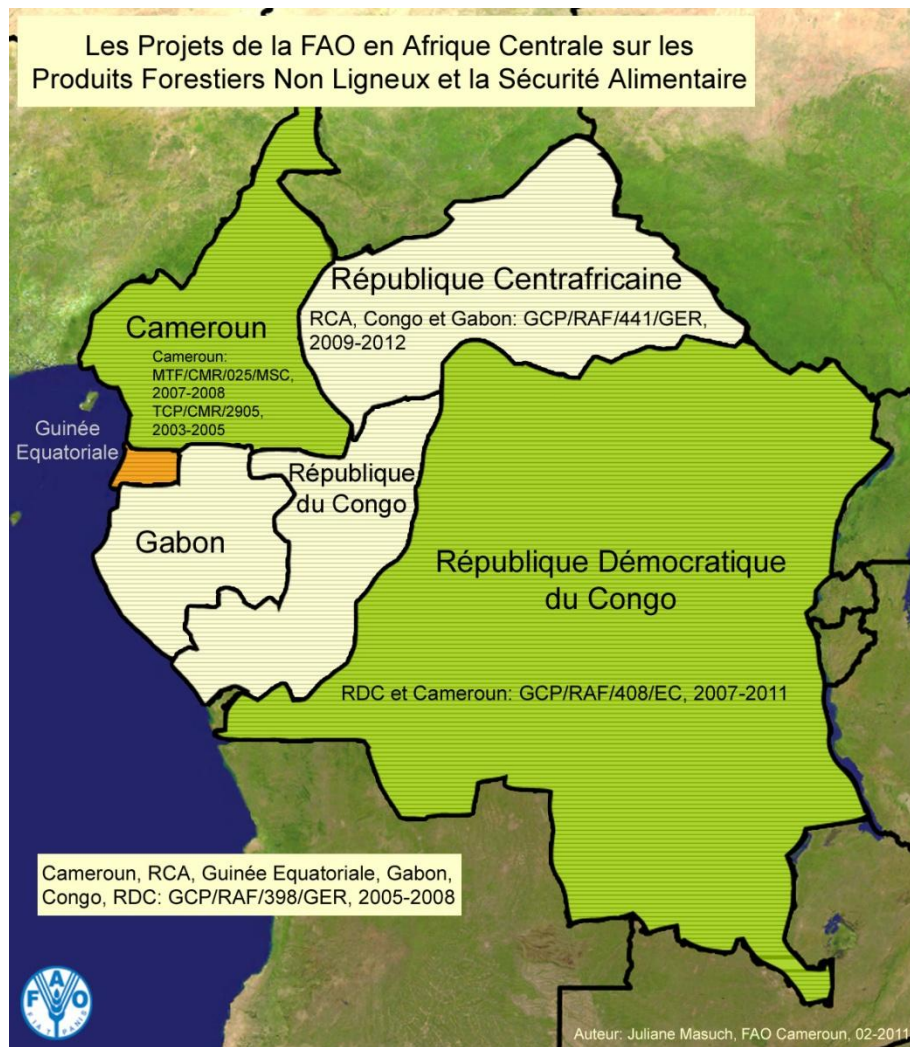 Les Projets de la FAO en Afrique Centrale sur les
Produits Forestiers Non Ligneux et la Sécurité Alimentaire
République Centrafricaine
RCA, Congo et Gabon: GCP/RAF/441/GER,
2009-2012
Cameroun
Cameroun:
MTF/CMR/025/MSC,
2007-2008
TCP/CMR/2905,
2003-2005
Guinée
Equatoriale
République
du Congo
Gabon
République Démocratique
du Congo
RDC et Cameroun: GCP/RAF/408/EC, 2007-2011
Cameroun, RCA, Guinée Equatoriale, Gabon,
Congo, RDC: GCP/RAF/398/GER, 2005-2008
FAO
FIAT PANIS
Auteur: Juliane Masuch, FAO Cameroun, 02-2011